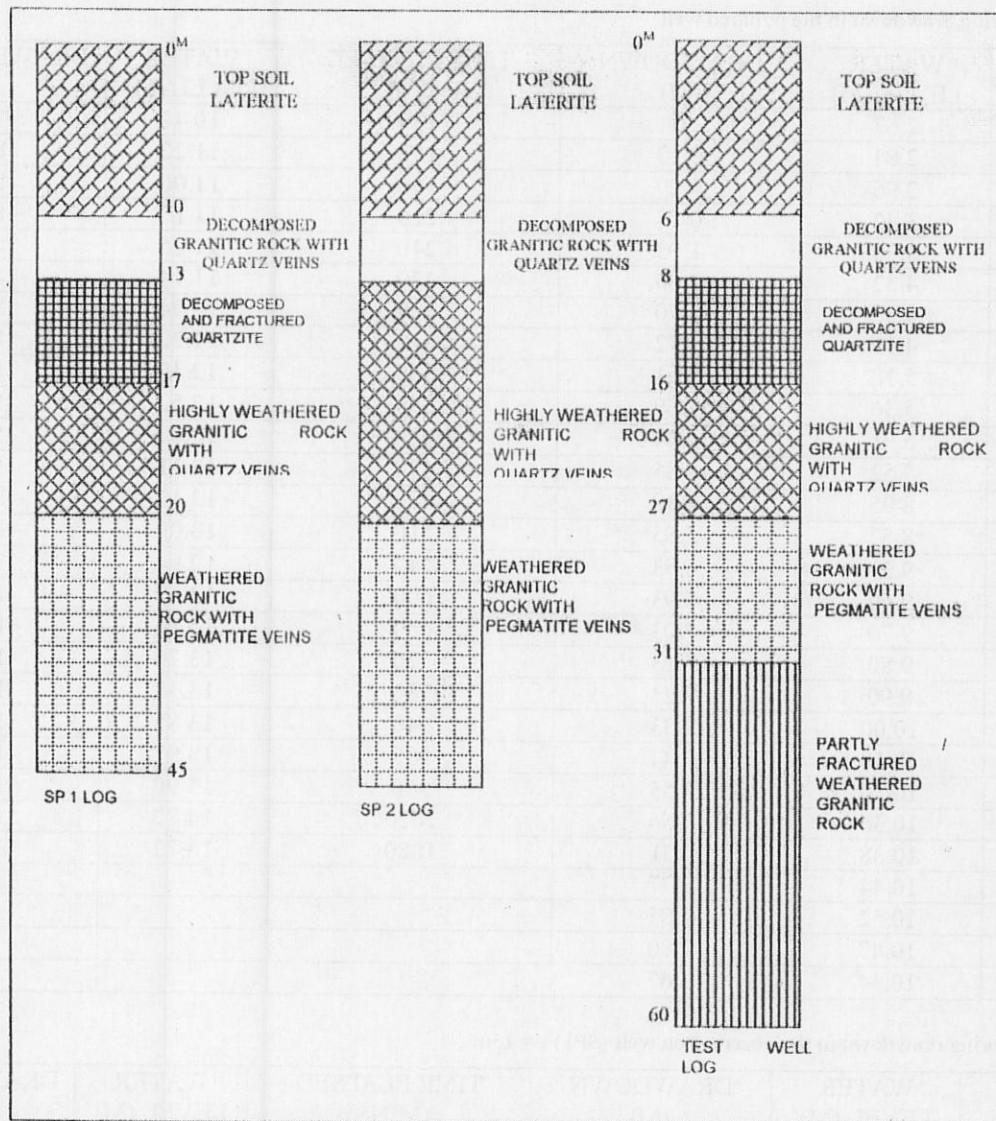 0M
TOP SOIL
LATERITE
10
DECOMPOSED
GRANITIC ROCK WITH
QUARTZ VEINS
13
DECOMPOSED
AND FRACTURED
QUARTZITE
17
HIGHLY WEATHERED
GRANITIC ROCK
WITH
QUARTZ VEINS
20
WEATHERED
GRANITIC
ROCK WITH
PEGMATITE VEINS
45
SP 1 LOG
TOP SOIL
LATERITE
DECOMPOSED
GRANITIC ROCK WITH
QUARTZ VEINS
HIGHLY WEATHERED
GRANITIC ROCK
WITH
QUARTZ VEINS
WEATHERED
GRANITIC
ROCK WITH
PEGMATITE VEINS
SP 2 LOG
0M
TOP SOIL
LATERITE
6
DECOMPOSED
GRANITIC ROCK WITH
QUARTZ VEINS
8
DECOMPOSED
AND FRACTURED
QUARTZITE
16
HIGHLY WEATHERED
GRANITIC ROCK
WITH
QUARTZ VEINS
27
WEATHERED
GRANITIC
ROCK WITH
PEGMATITE VEINS
31
PARTLY /
FRACTURED
WEATHERED
GRANITIC
ROCK
60
TEST WELL
LOG